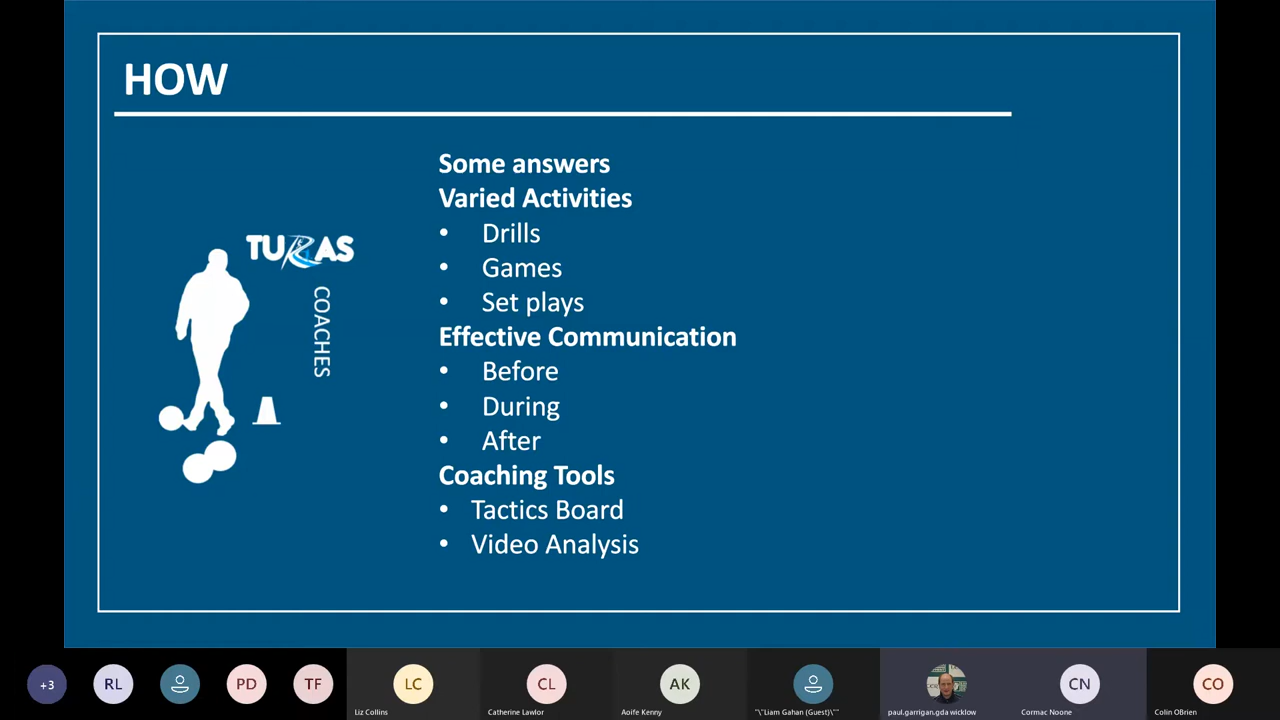 HOW
Some answers
Varied Activities
• Drills
• Games
• Set plays
Effective Communication
• Before
• During
• After
Coaching Tools
• Tactics Board
• Video Analysis
TURAS
COACHES
+3
RL
PD
TF
LC
CL
AK
CN
CO
Liz Collins
Catherine Lawlor
Aoife Kenny
"\"Liam Gahan (Guest)\""
paul.garrigan.gda wicklow
Cormac Noone
Colin OBrien